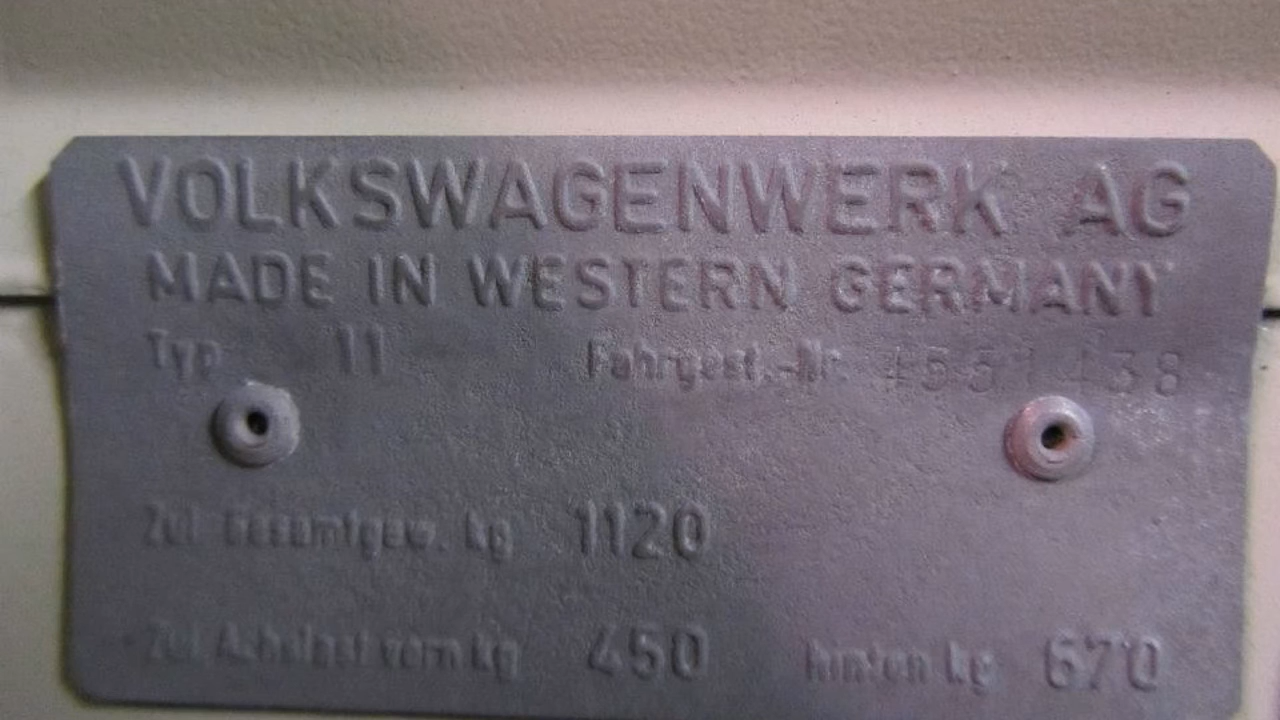 VOLKSWAGENWERK AG
MADE IN WESTERN GERMANY
Typ 11 Fahrgest.-Nr. 4551438
Zul. Gesamtgew. kg 1120
Zul. Achslast vorn kg 450 hinten kg 670